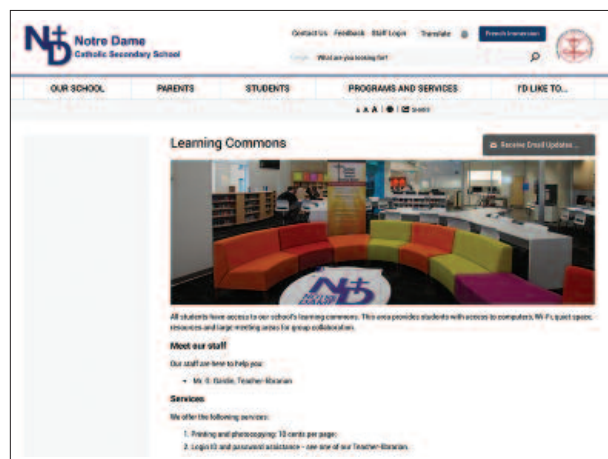 Notre Dame
Catholic Secondary School
Contact Us Feedback Staff Login Translate French Immersion
What are you looking for?
OUR SCHOOL PARENTS STUDENTS PROGRAMS AND SERVICES I'D LIKE TO...
A A A SHARE
Learning Commons
Receive Email Updates...
NOTRE DAME
All students have access to our school's learning commons. This area provides students with access to computers, Wi-Fi, quiet space,
resources and large meeting areas for group collaboration.
Meet our staff
Our staff are here to help you:
• Mr. G. Teacher-librarian
Services
We offer the following services:
1. Printing and photocopying: 10 cents per page;
2. Login ID and password assistance - see one of our Teacher-librarian.